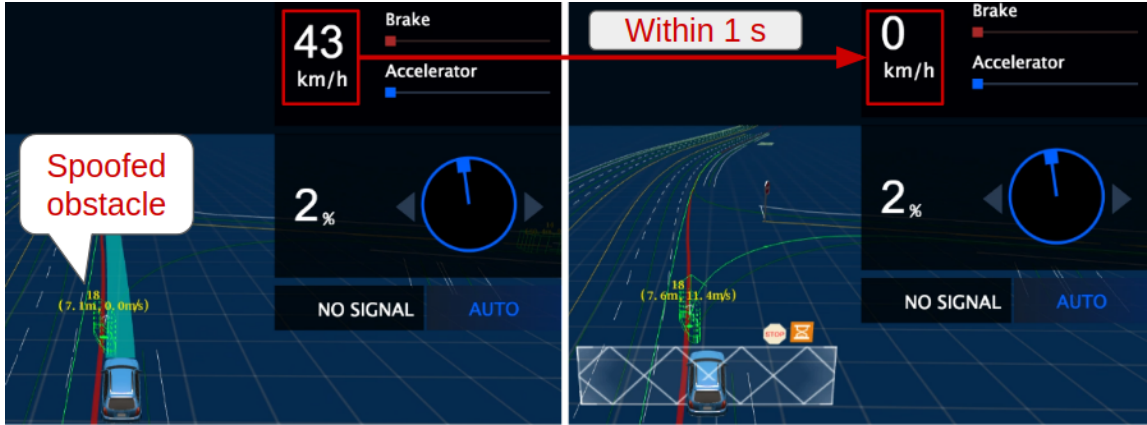 43
km/h
Brake
Accelerator
Within 1 s
0
km/h
Brake
Accelerator
Spoofed
obstacle
2%
18
(7.1m, 0.0m/s)
NO SIGNAL
AUTO
2%
18
(7.6m, 11.4m/s)
STOP
NO SIGNAL
AUTO